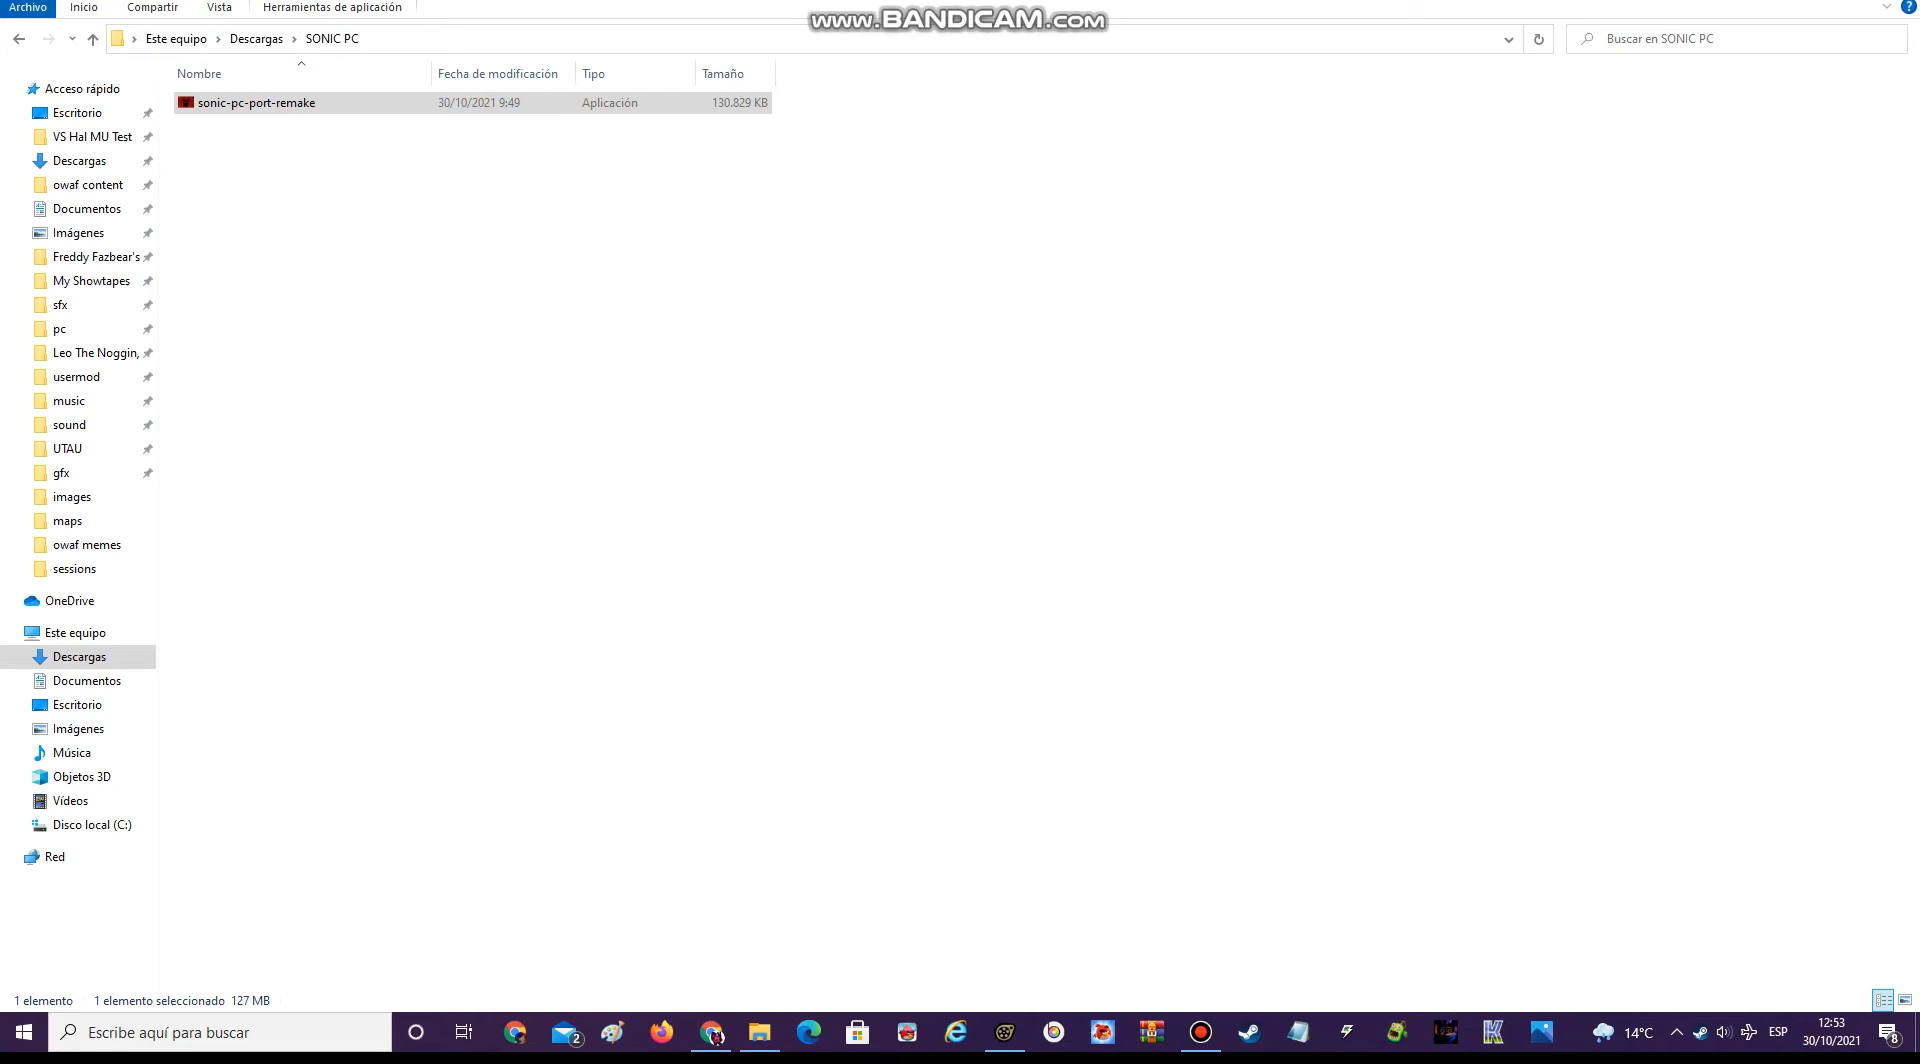 Archivo Inicio Compartir Vista Herramientas de aplicación
www.BANDICAM.com
Este equipo Descargas SONIC PC
Buscar en SONIC PC
Nombre Fecha de modificación Tipo Tamaño
sonic-pc-port-remake 30/10/2021 9:49 Aplicación 130.829 KB
Acceso rápido
Escritorio
VS Hal MU Test
Descargas
owaf content
Documentos
Imágenes
Freddy Fazbear's
My Showtapes
sfx
pc
Leo The Noggin,
usermod
music
sound
UTAU
gfx
images
maps
owaf memes
sessions
OneDrive
Este equipo
Descargas
Documentos
Escritorio
Imágenes
Música
Objetos 3D
Vídeos
Disco local (C:)
Red
1 elemento 1 elemento seleccionado 127 MB
Escribe aquí para buscar
2
14°C
ESP
12:53
30/10/2021
8